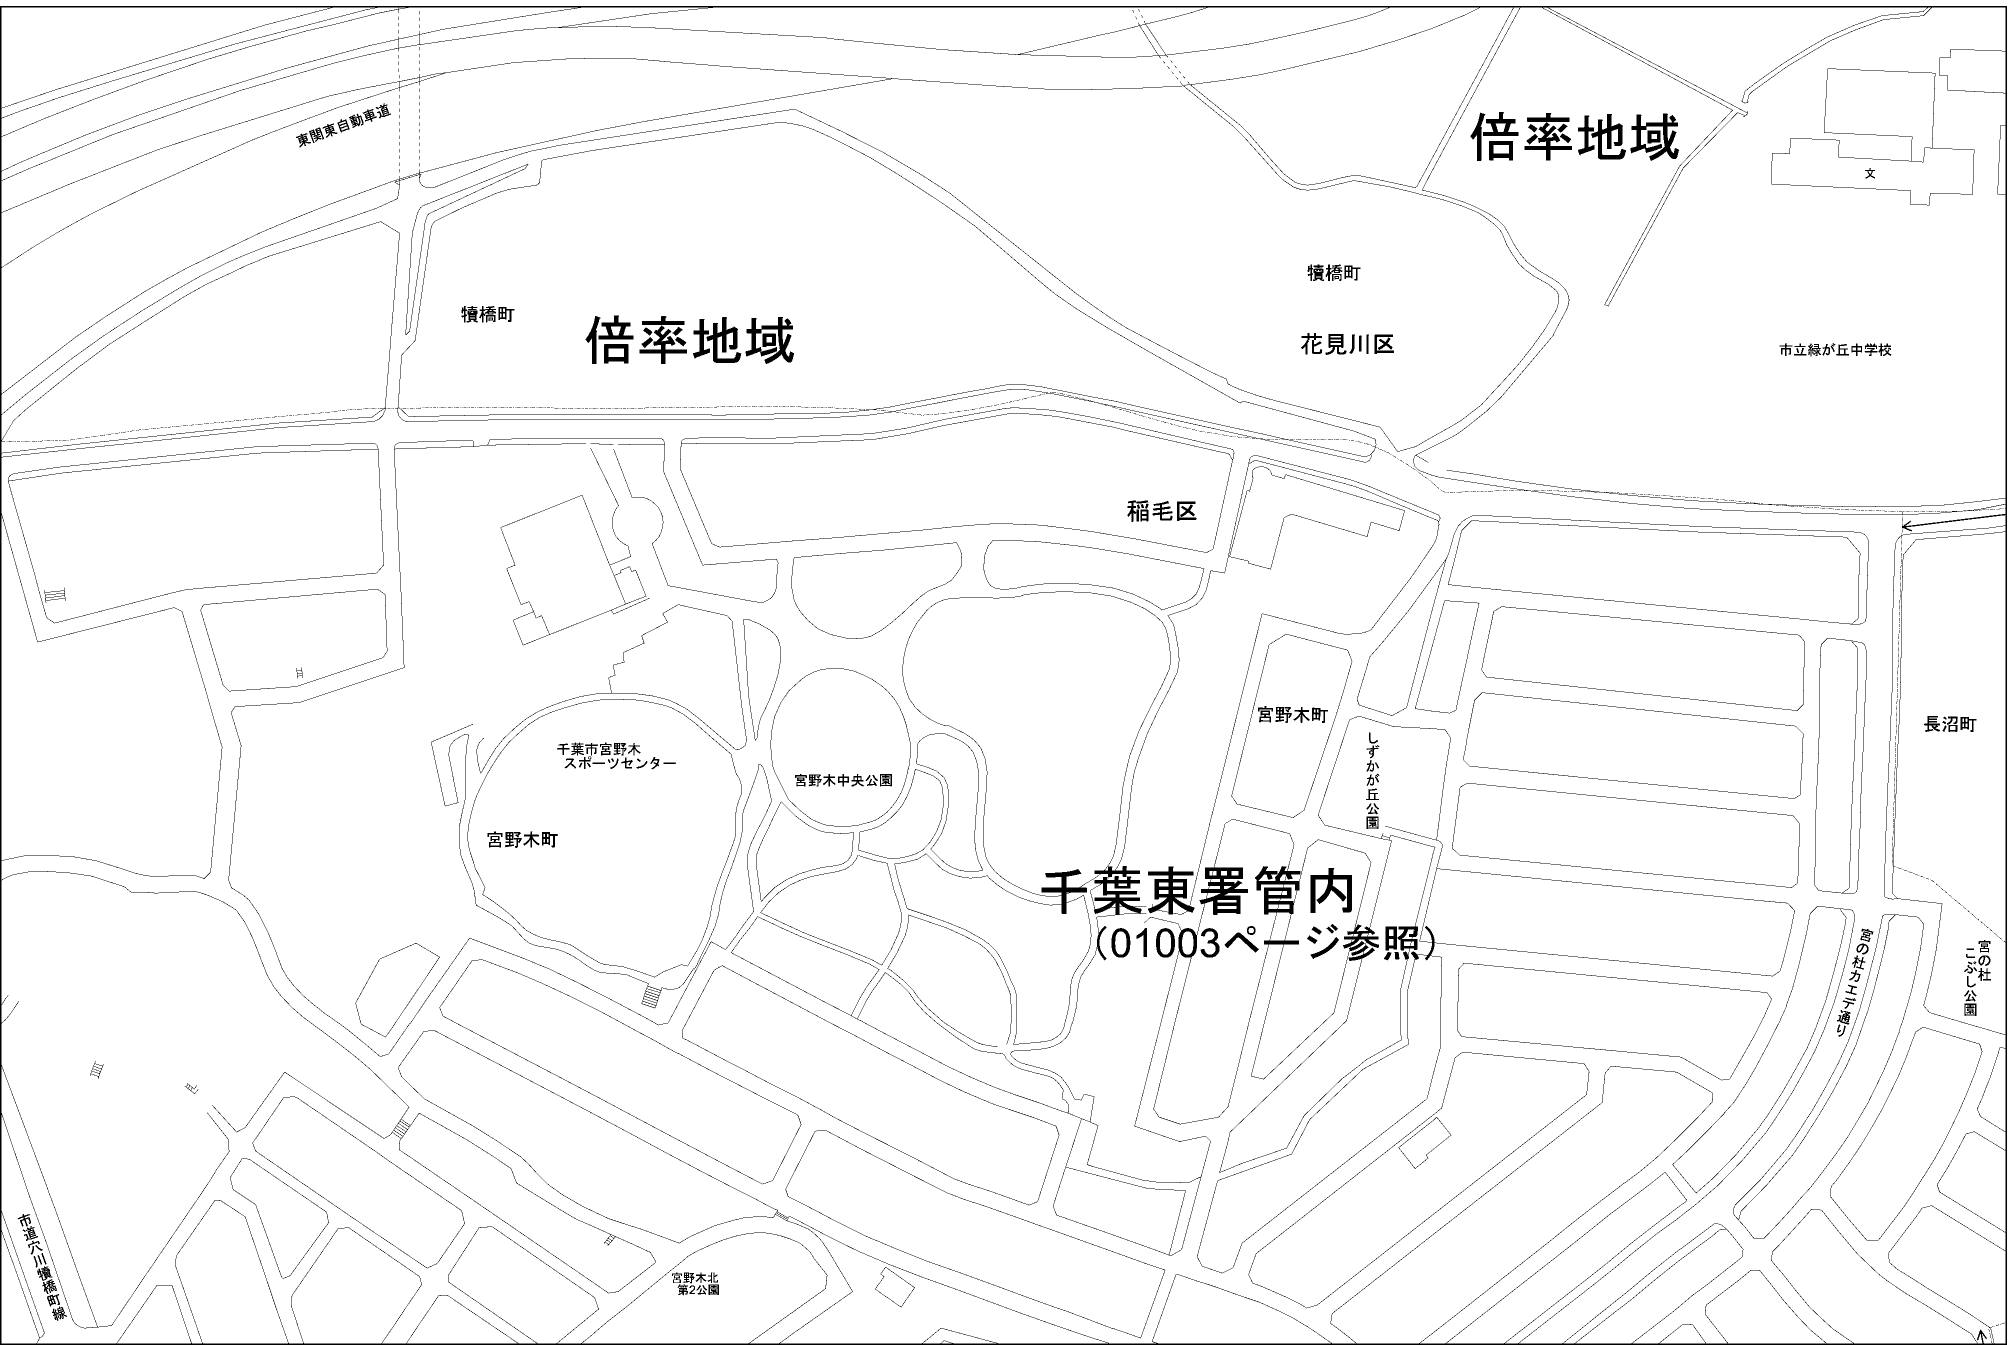 東関東自動車道
倍率地域
文
犢橋町
犢橋町
倍率地域
花見川区
市立緑が丘中学校
稲毛区
宮野木町
長沼町
しずかが丘公園
千葉市宮野木
スポーツセンター
宮野木中央公園
宮野木町
千葉東署管内
(01003ページ参照)
宮の杜カエデ通り
宮の杜
こぶし公園
市道穴川犢橋町線
宮野木北
第2公園